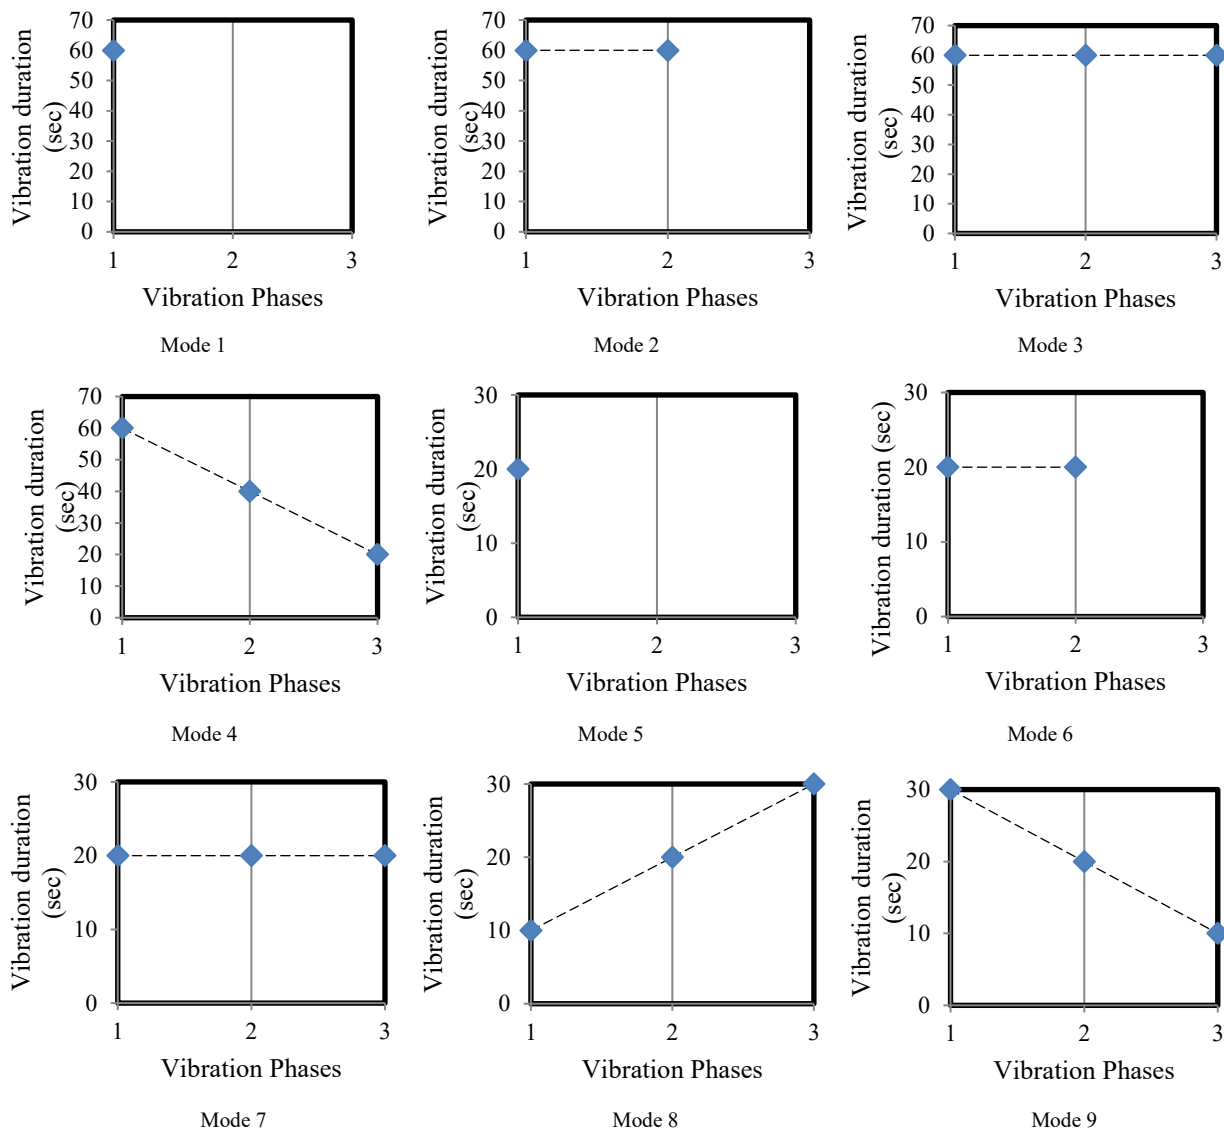 Vibration duration
(sec)
70
60
50
40
30
20
10
0
1 2 3
Vibration Phases
Mode 1
Vibration duration
(sec)
70
60
50
40
30
20
10
0
1 2 3
Vibration Phases
Mode 2
Vibration duration
(sec)
70
60
50
40
30
20
10
0
1 2 3
Vibration Phases
Mode 3
Vibration duration
(sec)
70
60
50
40
30
20
10
0
1 2 3
Vibration Phases
Mode 4
Vibration duration
(sec)
30
20
10
0
1 2 3
Vibration Phases
Mode 5
Vibration duration (sec)
30
20
10
0
1 2 3
Vibration Phases
Mode 6
Vibration duration
(sec)
30
20
10
0
1 2 3
Vibration Phases
Mode 7
Vibration duration
(sec)
30
20
10
0
1 2 3
Vibration Phases
Mode 8
Vibration duration
(sec)
30
20
10
0
1 2 3
Vibration Phases
Mode 9